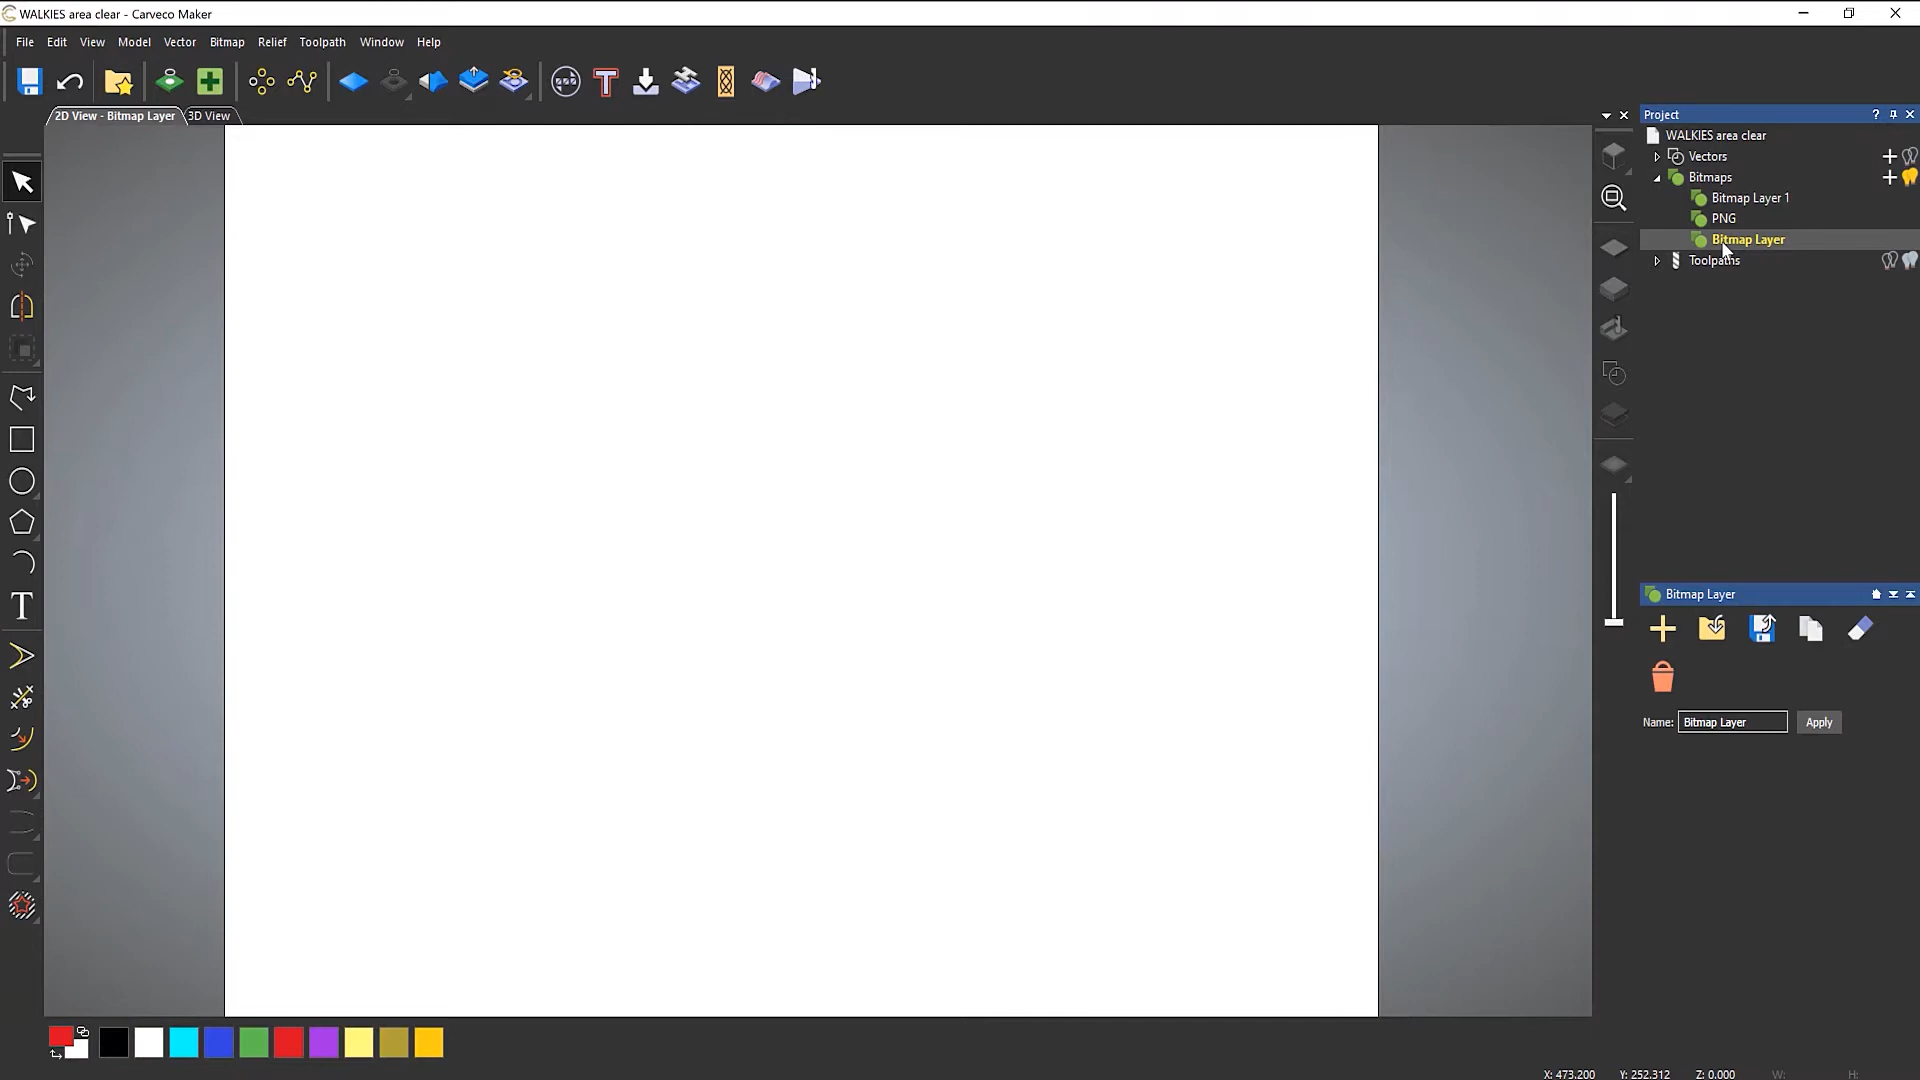 WALKIES area clear - Carveco Maker
File Edit View Model Vector Bitmap Relief Toolpath Window Help
2D View - Bitmap Layer 3D View
Project
WALKIES area clear
Vectors
Bitmaps
Bitmap Layer 1
PNG
Bitmap Layer
Toolpaths
Bitmap Layer
Name: Bitmap Layer Apply
X: 473.200 Y: 252.312 Z: 0.000 W: H: